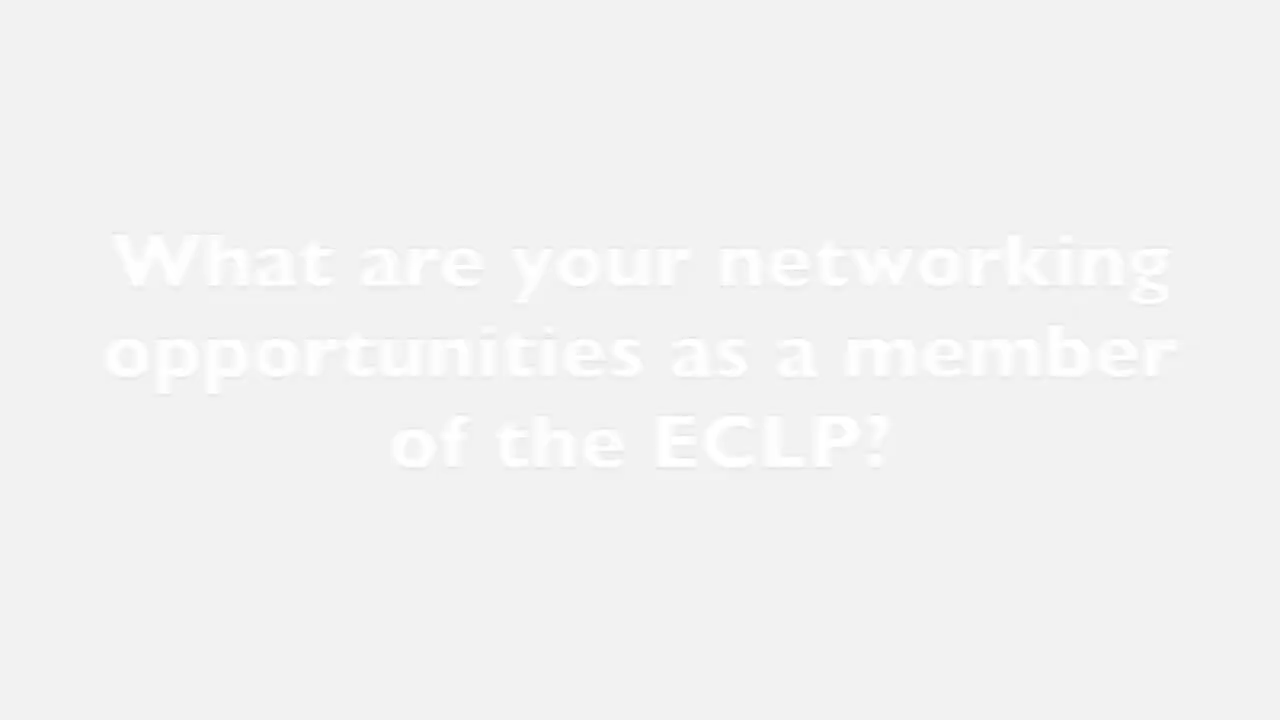 What are your networking
opportunities as a member
of the ECLP?